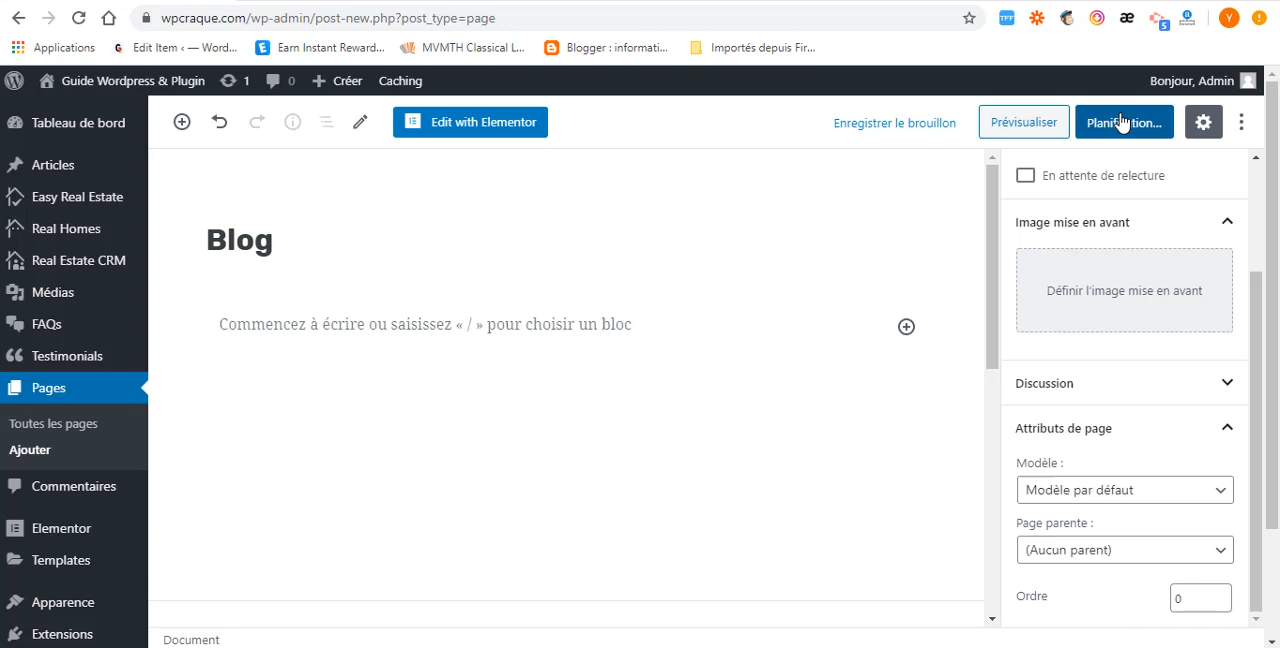 wpcraque.com/wp-admin/post-new.php?post_type=page
TFF
5
Y
Applications
G Edit Item ‹ — Word...
Earn Instant Reward...
MVMTH Classical L...
Blogger : informati...
Importés depuis Fir...
Guide Wordpress & Plugin
1
0
Créer
Caching
Bonjour, Admin
Tableau de bord
Articles
Easy Real Estate
Real Homes
Real Estate CRM
Médias
FAQs
Testimonials
Pages
Toutes les pages
Ajouter
Commentaires
Elementor
Templates
Apparence
Extensions
Edit with Elementor
Enregistrer le brouillon
Prévisualiser
Blog
Commencez à écrire ou saisissez « / » pour choisir un bloc
Document
En attente de relecture
Image mise en avant
Définir l'image mise en avant
Discussion
Attributs de page
Modèle :
Modèle par défaut
Page parente :
(Aucun parent)
Ordre
0